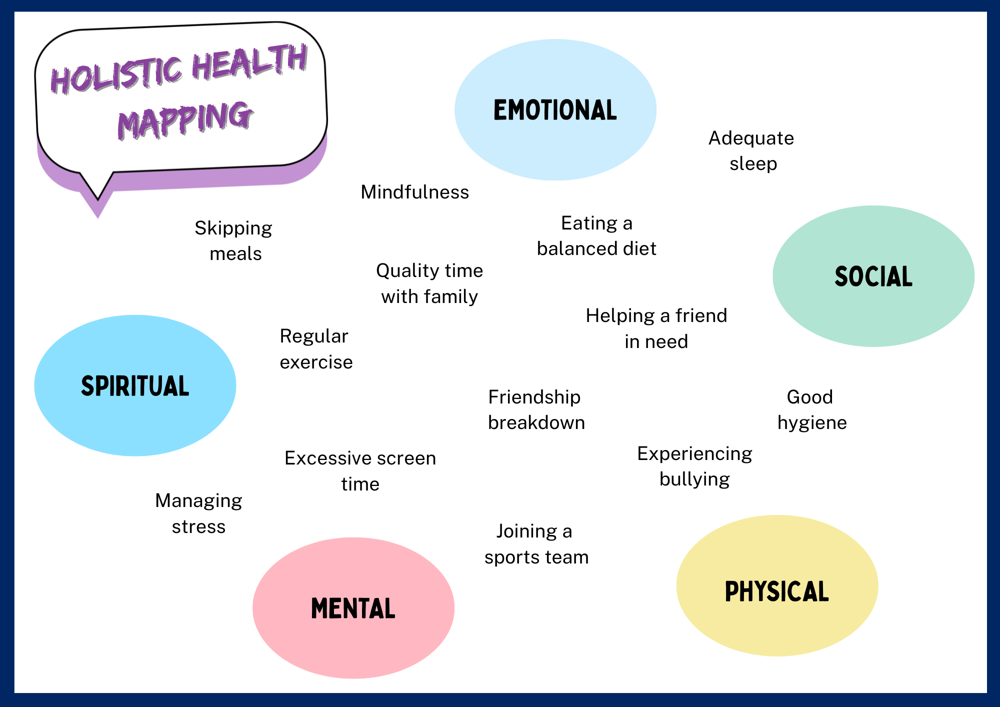 HOLISTIC HEALTH
MAPPING
EMOTIONAL
Adequate
sleep
Mindfulness
Skipping
meals
Eating a
balanced diet
SOCIAL
Quality time
with family
Helping a friend
in need
Regular
exercise
SPIRITUAL
Friendship
breakdown
Good
hygiene
Excessive screen
time
Experiencing
bullying
Managing
stress
Joining a
sports team
PHYSICAL
MENTAL